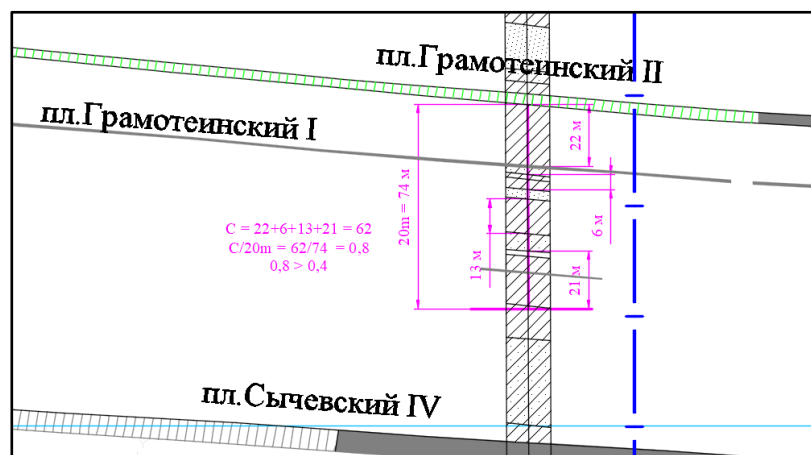 пл.Грамотеинский II
пл.Грамотеинский I
22 м
20m = 74 м
6 м
C = 22+6+13+21 = 62
C/20m = 62/74 = 0,8
0,8 > 0,4
13 м
21 м
пл.Сычевский IV